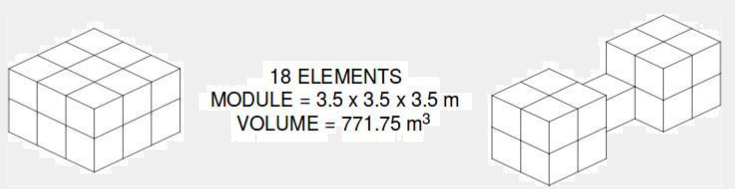 18 ELEMENTS
MODULE = 3.5 x 3.5 x 3.5 m
VOLUME = 771.75 m³